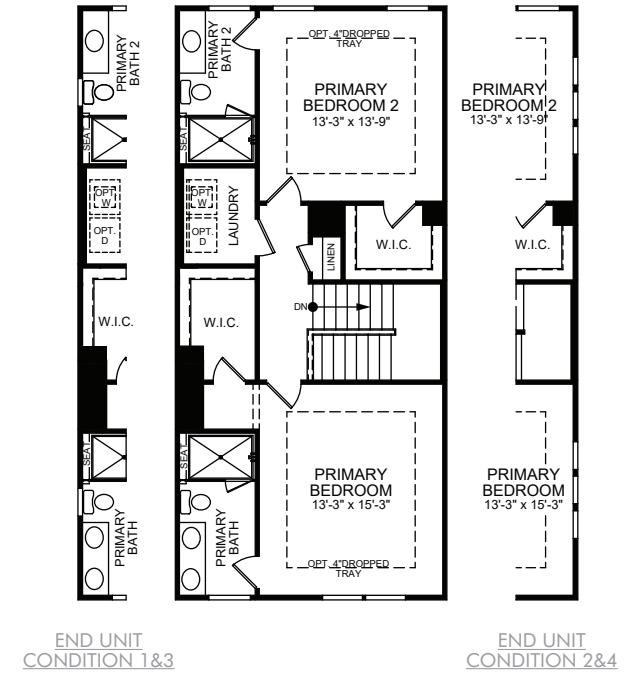 PRIMARY
BATH 2
SEAT
OPT.
W
OPT.
D
W.I.C.
SEAT
PRIMARY
BATH
END UNIT
CONDITION 1&3
PRIMARY
BATH 2
SEAT
OPT.
W
OPT.
D
LAUNDRY
W.I.C.
SEAT
PRIMARY
BATH
OPT. 4"DROPPED
TRAY
PRIMARY
BEDROOM 2
13'-3" x 13'-9"
W.I.C.
LINEN
DN
PRIMARY
BEDROOM
13'-3" x 15'-3"
OPT. 4"DROPPED
TRAY
PRIMARY
BEDROOM 2
13'-3" x 13'-9"
W.I.C.
PRIMARY
BEDROOM
13'-3" x 15'-3"
END UNIT
CONDITION 2&4